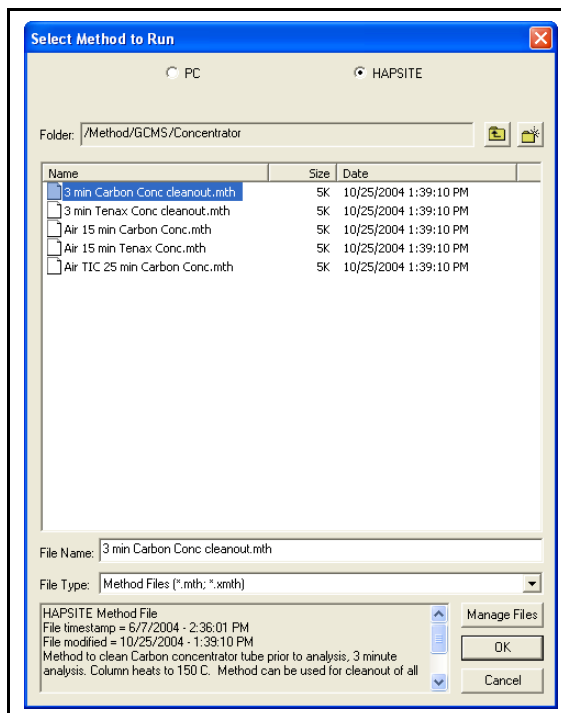 Select Method to Run
PC HAPSITE
Folder: /Method/GCMS/Concentrator
Name Size Date
3 min Carbon Conc cleanout.mth 5K 10/25/2004 1:39:10 PM
3 min Tenax Conc cleanout.mth 5K 10/25/2004 1:39:10 PM
Air 15 min Carbon Conc.mth 5K 10/25/2004 1:39:10 PM
Air 15 min Tenax Conc.mth 5K 10/25/2004 1:39:10 PM
Air TIC 25 min Carbon Conc.mth 5K 10/25/2004 1:39:10 PM
File Name: 3 min Carbon Conc cleanout.mth
File Type: Method Files (*.mth; *.xmth)
HAPSITE Method File
File timestamp = 6/7/2004 - 2:36:01 PM
File modified = 10/25/2004 - 1:39:10 PM
Method to clean Carbon concentrator tube prior to analysis, 3 minute
analysis. Column heats to 150 C. Method can be used for cleanout of all
Manage Files
OK
Cancel